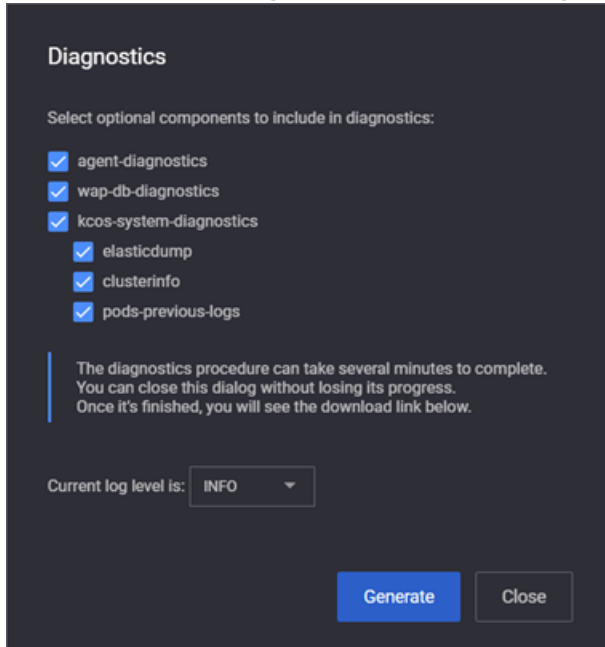 Diagnostics
Select optional components to include in diagnostics:
agent-diagnostics
wap-db-diagnostics
kcos-system-diagnostics
elasticdump
clusterinfo
pods-previous-logs
The diagnostics procedure can take several minutes to complete.
You can close this dialog without losing its progress.
Once it's finished, you will see the download link below.
Current log level is: INFO
Generate Close